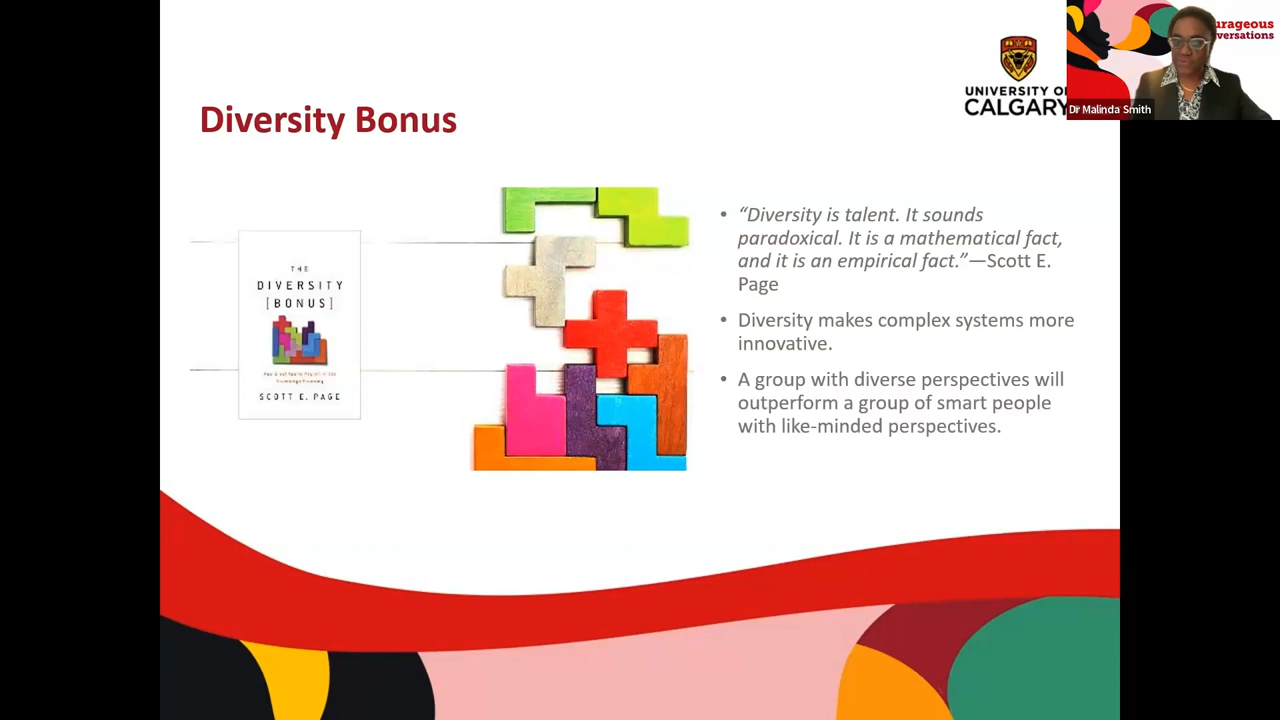 urageous
versations
Dr Malinda Smith
UNIVERSITY O
CALGARY
Diversity Bonus
THE
DIVERSITY
[BONUS]
SCOTT E. PAGE
• “Diversity is talent. It sounds
paradoxical. It is a mathematical fact,
and it is an empirical fact.”—Scott E.
Page
• Diversity makes complex systems more
innovative.
• A group with diverse perspectives will
outperform a group of smart people
with like-minded perspectives.